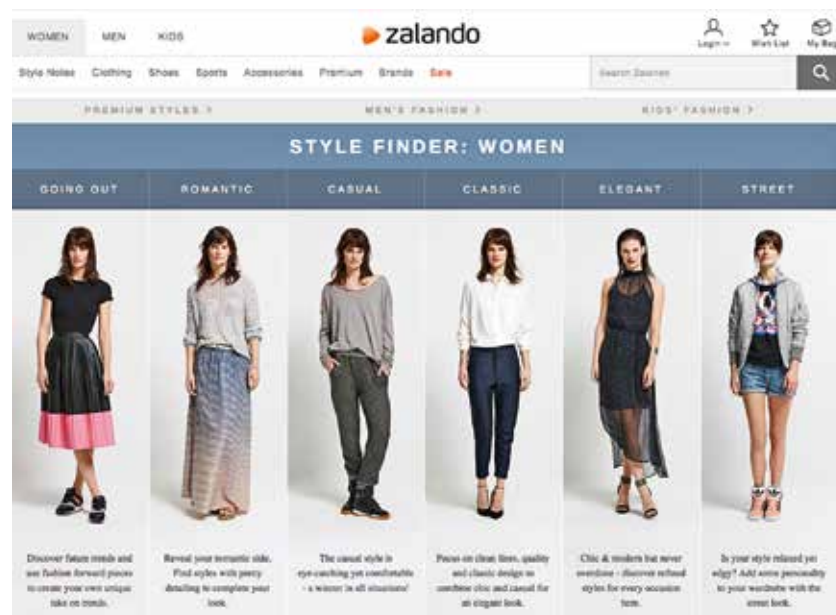 WOMEN MEN KIDS
zalando
Login
Wish List
My Bag
Style Notes Clothing Shoes Sports Accessories Premium Brands Sale
Search Zalando
PREMIUM STYLES >
MEN'S FASHION >
KIDS' FASHION >
STYLE FINDER: WOMEN
GOING OUT
ROMANTIC
CASUAL
CLASSIC
ELEGANT
STREET
Discover future trends and
use fashion forward pieces
to create your own unique
take on trends.
Reveal your romantic side.
Find styles with pretty
detailing to complete your
look.
The casual style is
eye-catching yet comfortable
- a winner in all situations!
Focus on clean lines, quality
and classic design to
combine chic and casual for
an elegant look.
Chic & modern but never
overdone - discover refined
styles for every occasion
here.
Is your style relaxed yet
edgy? Add some personality
to your wardrobe with the
street look.